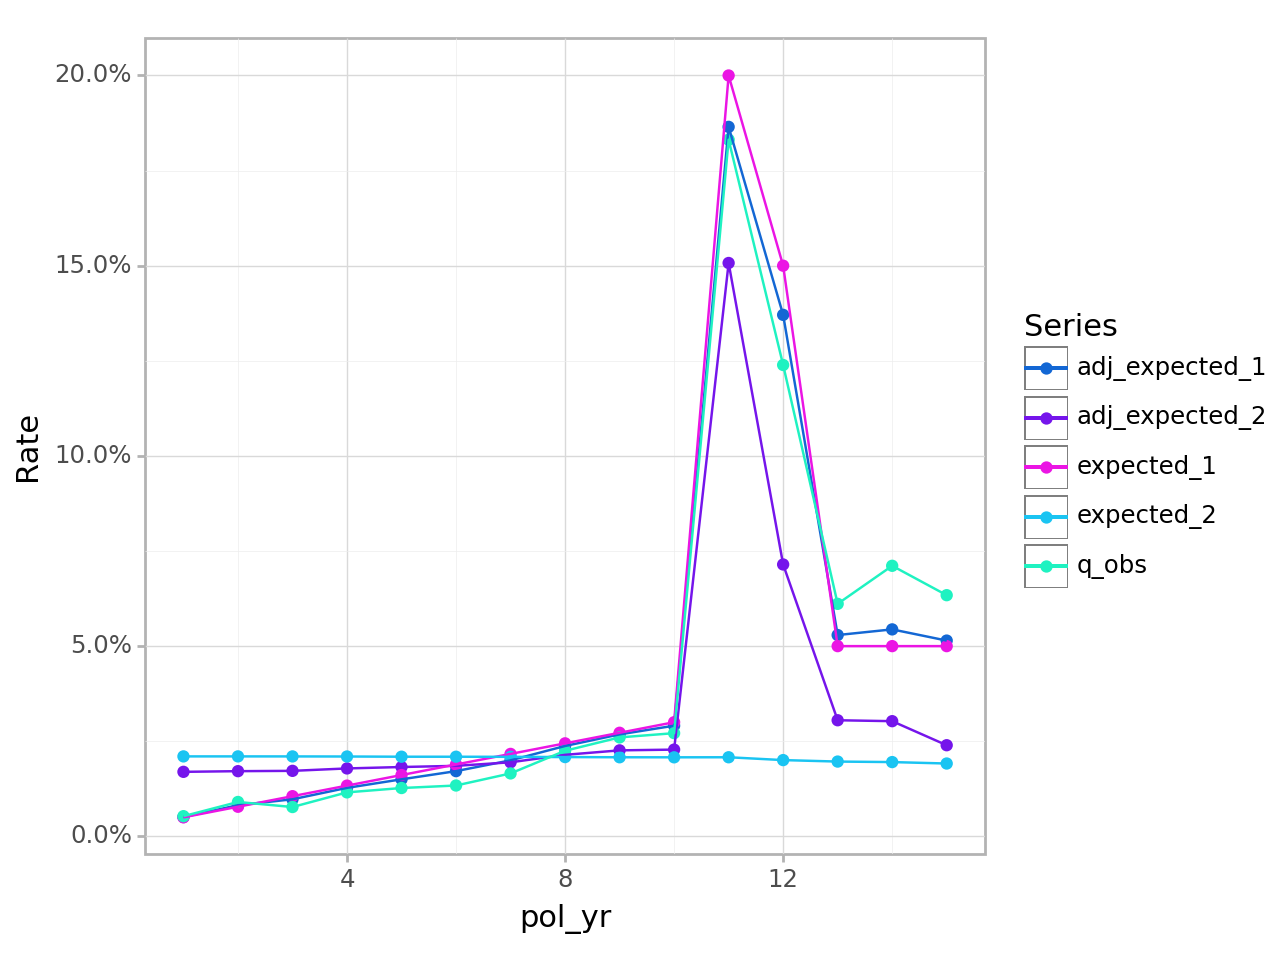 20.0%
15.0%
10.0%
5.0%
0.0%
Rate
4
8
12
pol_yr
Series
adj_expected_1
adj_expected_2
expected_1
expected_2
q_obs